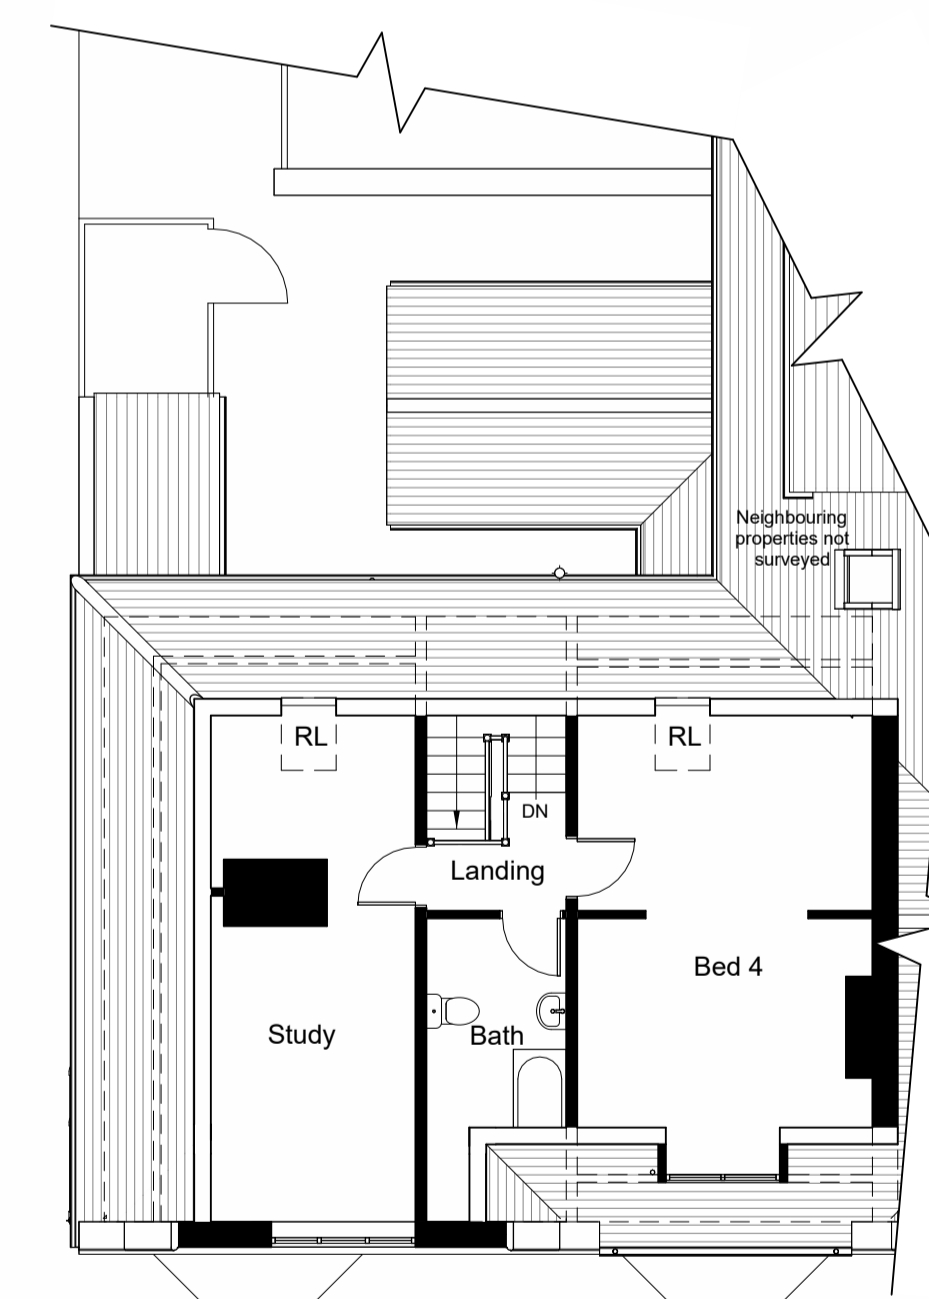 Neighbouring
properties not
surveyed
RL
RL
DN
Landing
Bed 4
Study
Bath